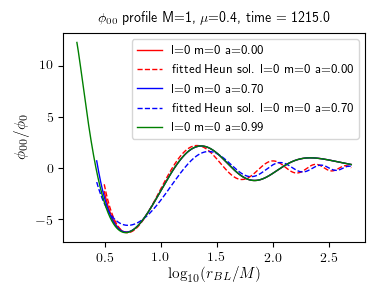 ϕ₀₀ profile M=1, μ=0.4, time = 1215.0
l=0 m=0 a=0.00
fitted Heun sol. l=0 m=0 a=0.00
l=0 m=0 a=0.70
fitted Heun sol. l=0 m=0 a=0.70
l=0 m=0 a=0.99
ϕ₀₀/ϕ₀
10
5
0
−5
0.5 1.0 1.5 2.0 2.5
log₁₀(r_BL/M)